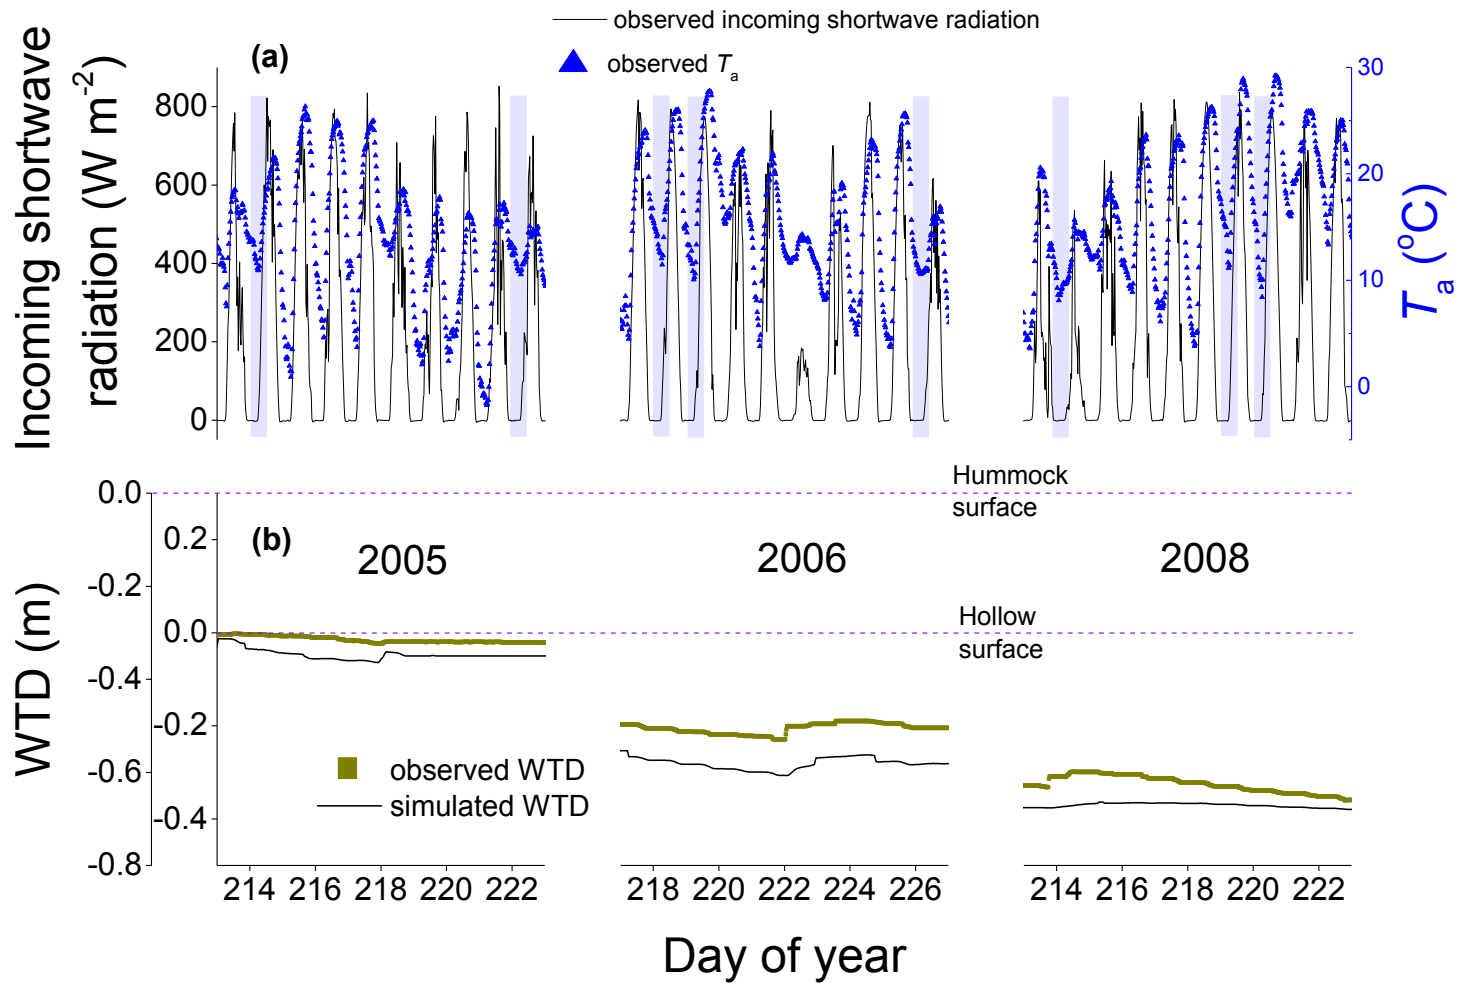 observed incoming shortwave radiation
observed Ta
(a)
Incoming shortwave
radiation (W m-2)
800
600
400
200
0
30
20
10
0
Ta (oC)
Hummock
surface
(b)
2005
2006
2008
Hollow
surface
WTD (m)
0.0
-0.2
-0.4
-0.6
-0.8
0.2
0.0
-0.2
-0.4
observed WTD
simulated WTD
214 216 218 220 222
218 220 222 224 226
214 216 218 220 222
Day of year